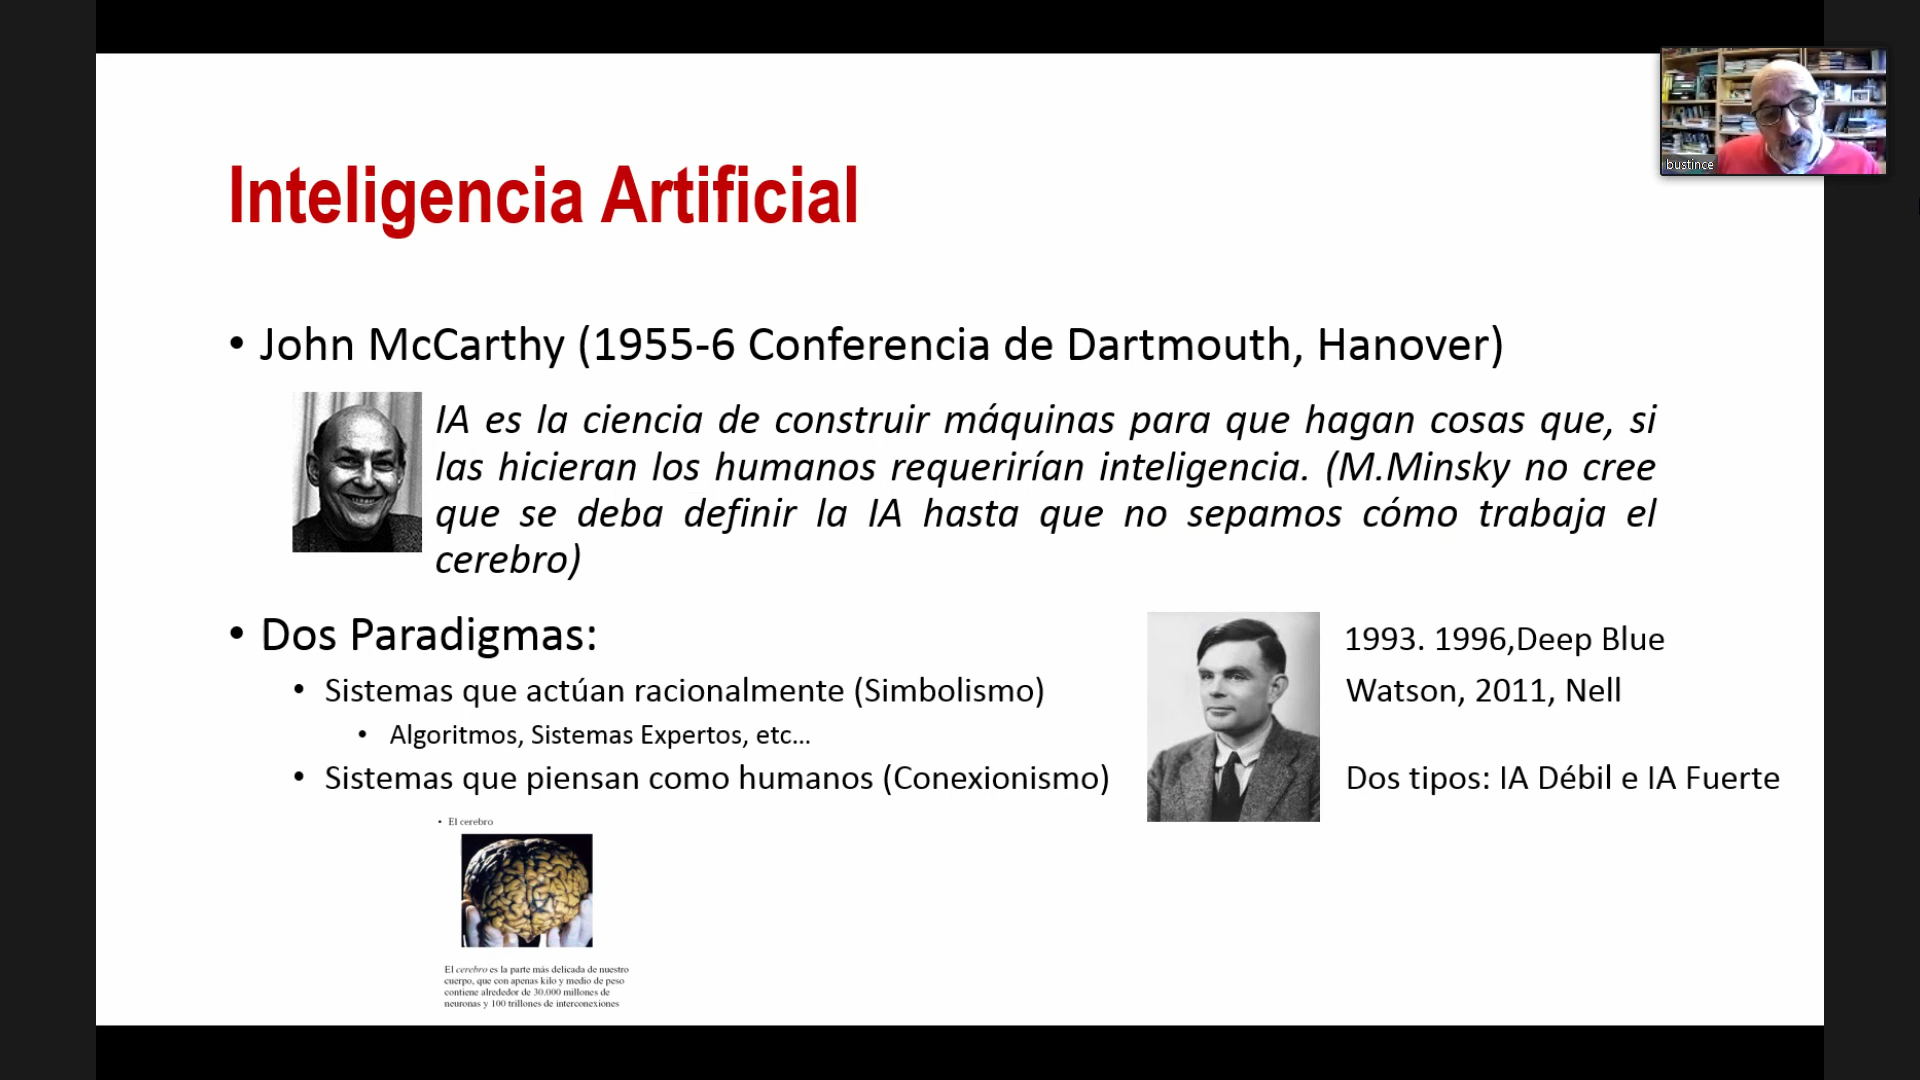 bustince
Inteligencia Artificial
• John McCarthy (1955-6 Conferencia de Dartmouth, Hanover)
IA es la ciencia de construir máquinas para que hagan cosas que, si
las hicieran los humanos requerirían inteligencia. (M.Minsky no cree
que se deba definir la IA hasta que no sepamos cómo trabaja el
cerebro)
• Dos Paradigmas:
• Sistemas que actúan racionalmente (Simbolismo)
• Algoritmos, Sistemas Expertos, etc...
• Sistemas que piensan como humanos (Conexionismo)
1993. 1996,Deep Blue
Watson, 2011, Nell
Dos tipos: IA Débil e IA Fuerte
• El cerebro
El cerebro es la parte más delicada de nuestro
cuerpo, que con apenas kilo y medio de peso
contiene alrededor de 30.000 millones de
neuronas y 100 trillones de interconexiones